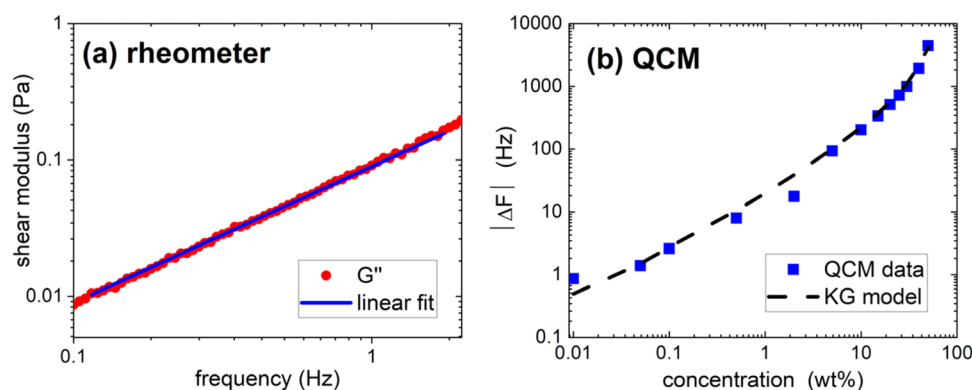 (a) rheometer
shear modulus (Pa)
1
0.1
0.01
G"
linear fit
0.1
1
frequency (Hz)
(b) QCM
| ΔF | (Hz)
10000
1000
100
10
1
0.1
QCM data
KG model
0.01
0.1
1
10
100
concentration (wt%)